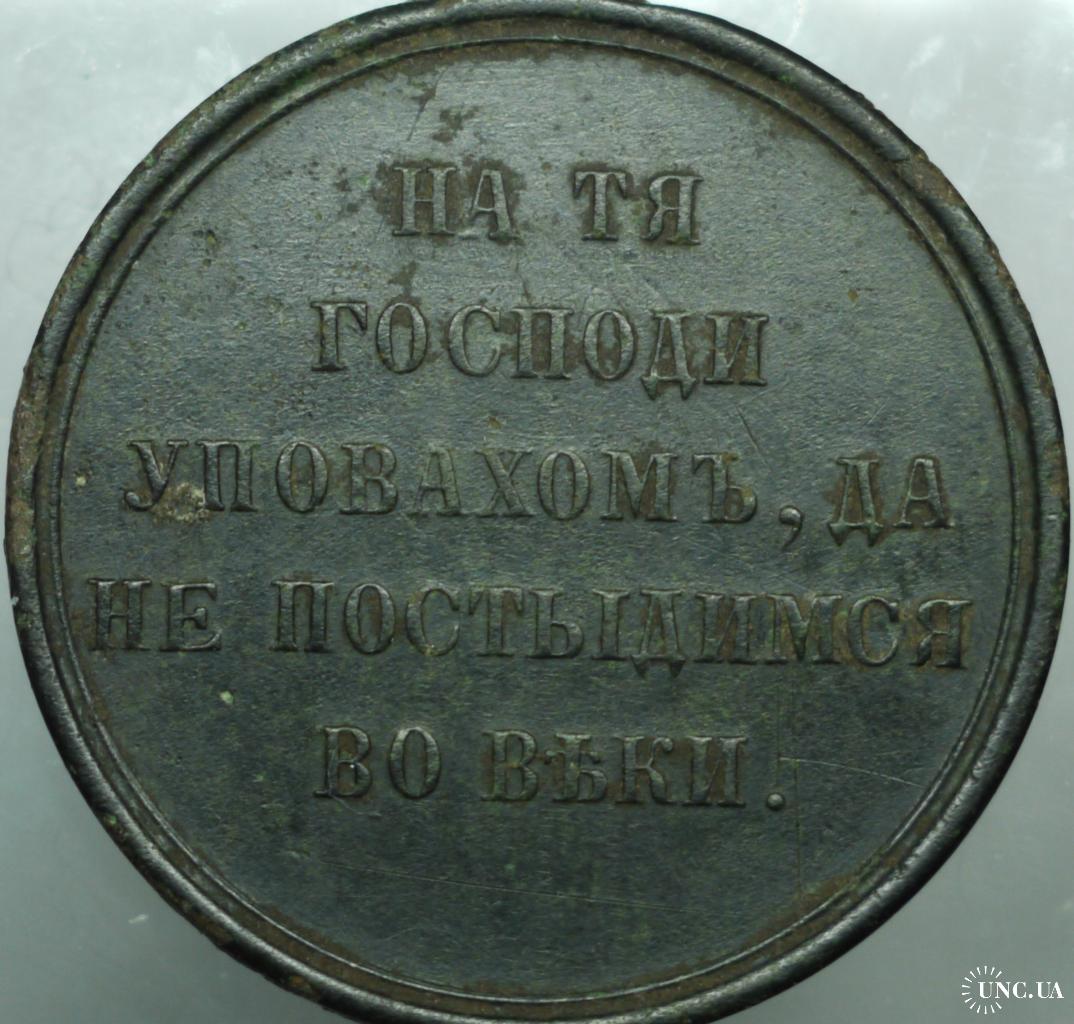 НА ТЯ
ГОСПОДИ
УПОВАХОМЪ, ДА
НЕ ПОСТЫДИМСЯ
ВО ВѢКИ.
UNC.UA